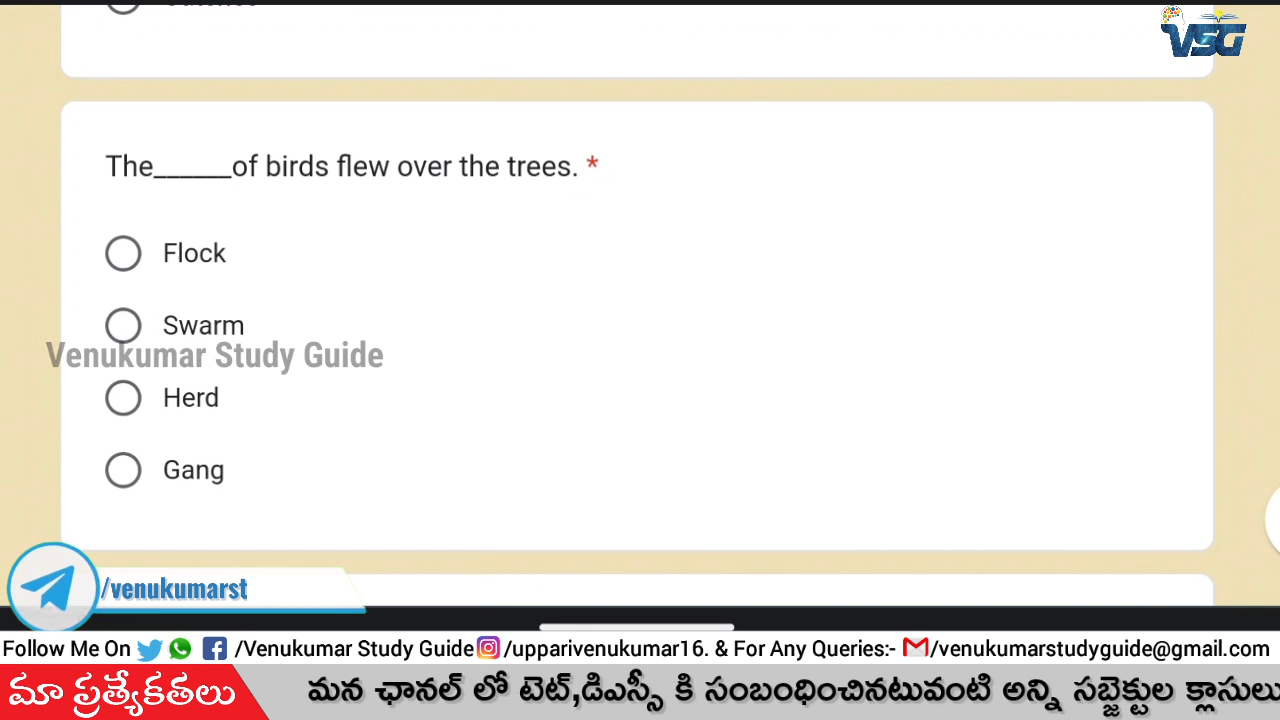 VSG
The______of birds flew over the trees. *
Flock
Swarm
Venukumar Study Guide
Herd
Gang
/venukumarst
Follow Me On /Venukumar Study Guide /upparivenukumar16. & For Any Queries:- /venukumarstudyguide@gmail.com
మా ప్రత్యేకతలు మన ఛానల్ లో టెట్,డిఎస్సీ కి సంబంధించినటువంటి అన్ని సబ్జెక్టుల క్లాసులు